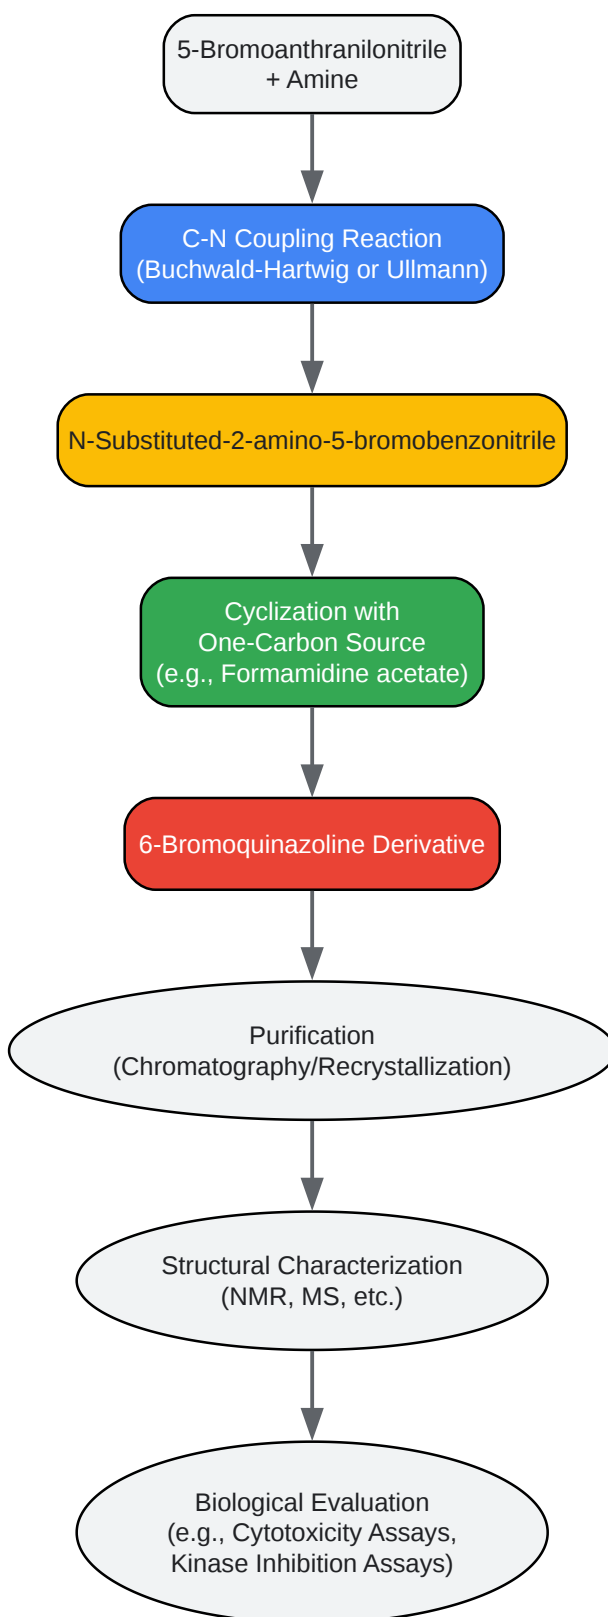 5-Bromoanthranilonitrile
+ Amine
C-N Coupling Reaction
(Buchwald-Hartwig or Ullmann)
N-Substituted-2-amino-5-bromobenzonitrile
Cyclization with
One-Carbon Source
(e.g., Formamidine acetate)
6-Bromoquinazoline Derivative
Purification
(Chromatography/Recrystallization)
Structural Characterization
(NMR, MS, etc.)
Biological Evaluation
(e.g., Cytotoxicity Assays,
Kinase Inhibition Assays)